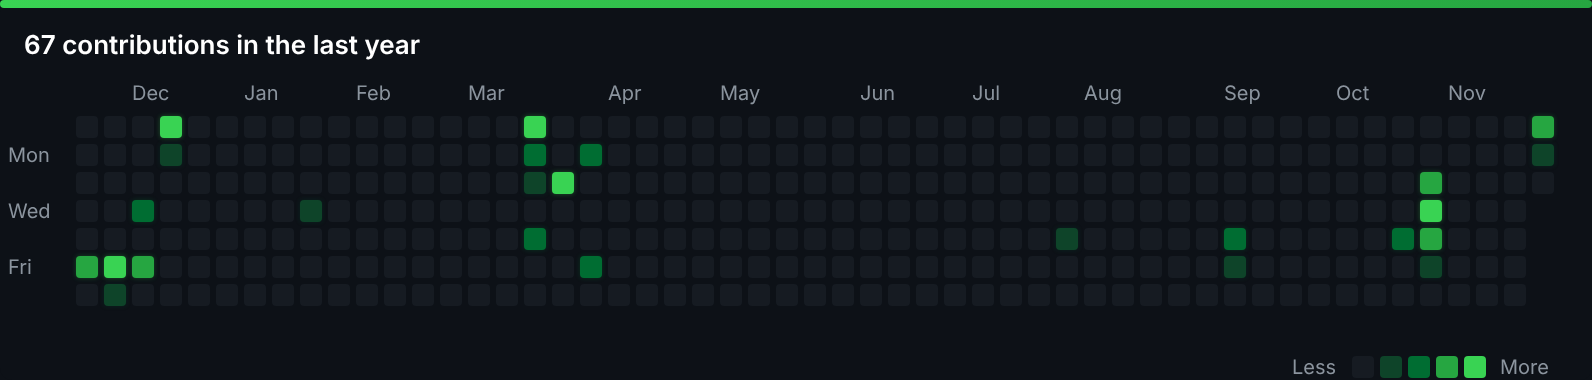 67 contributions in the last year
Dec Jan Feb Mar Apr May Jun Jul Aug Sep Oct Nov
Mon
Wed
Fri
Less More